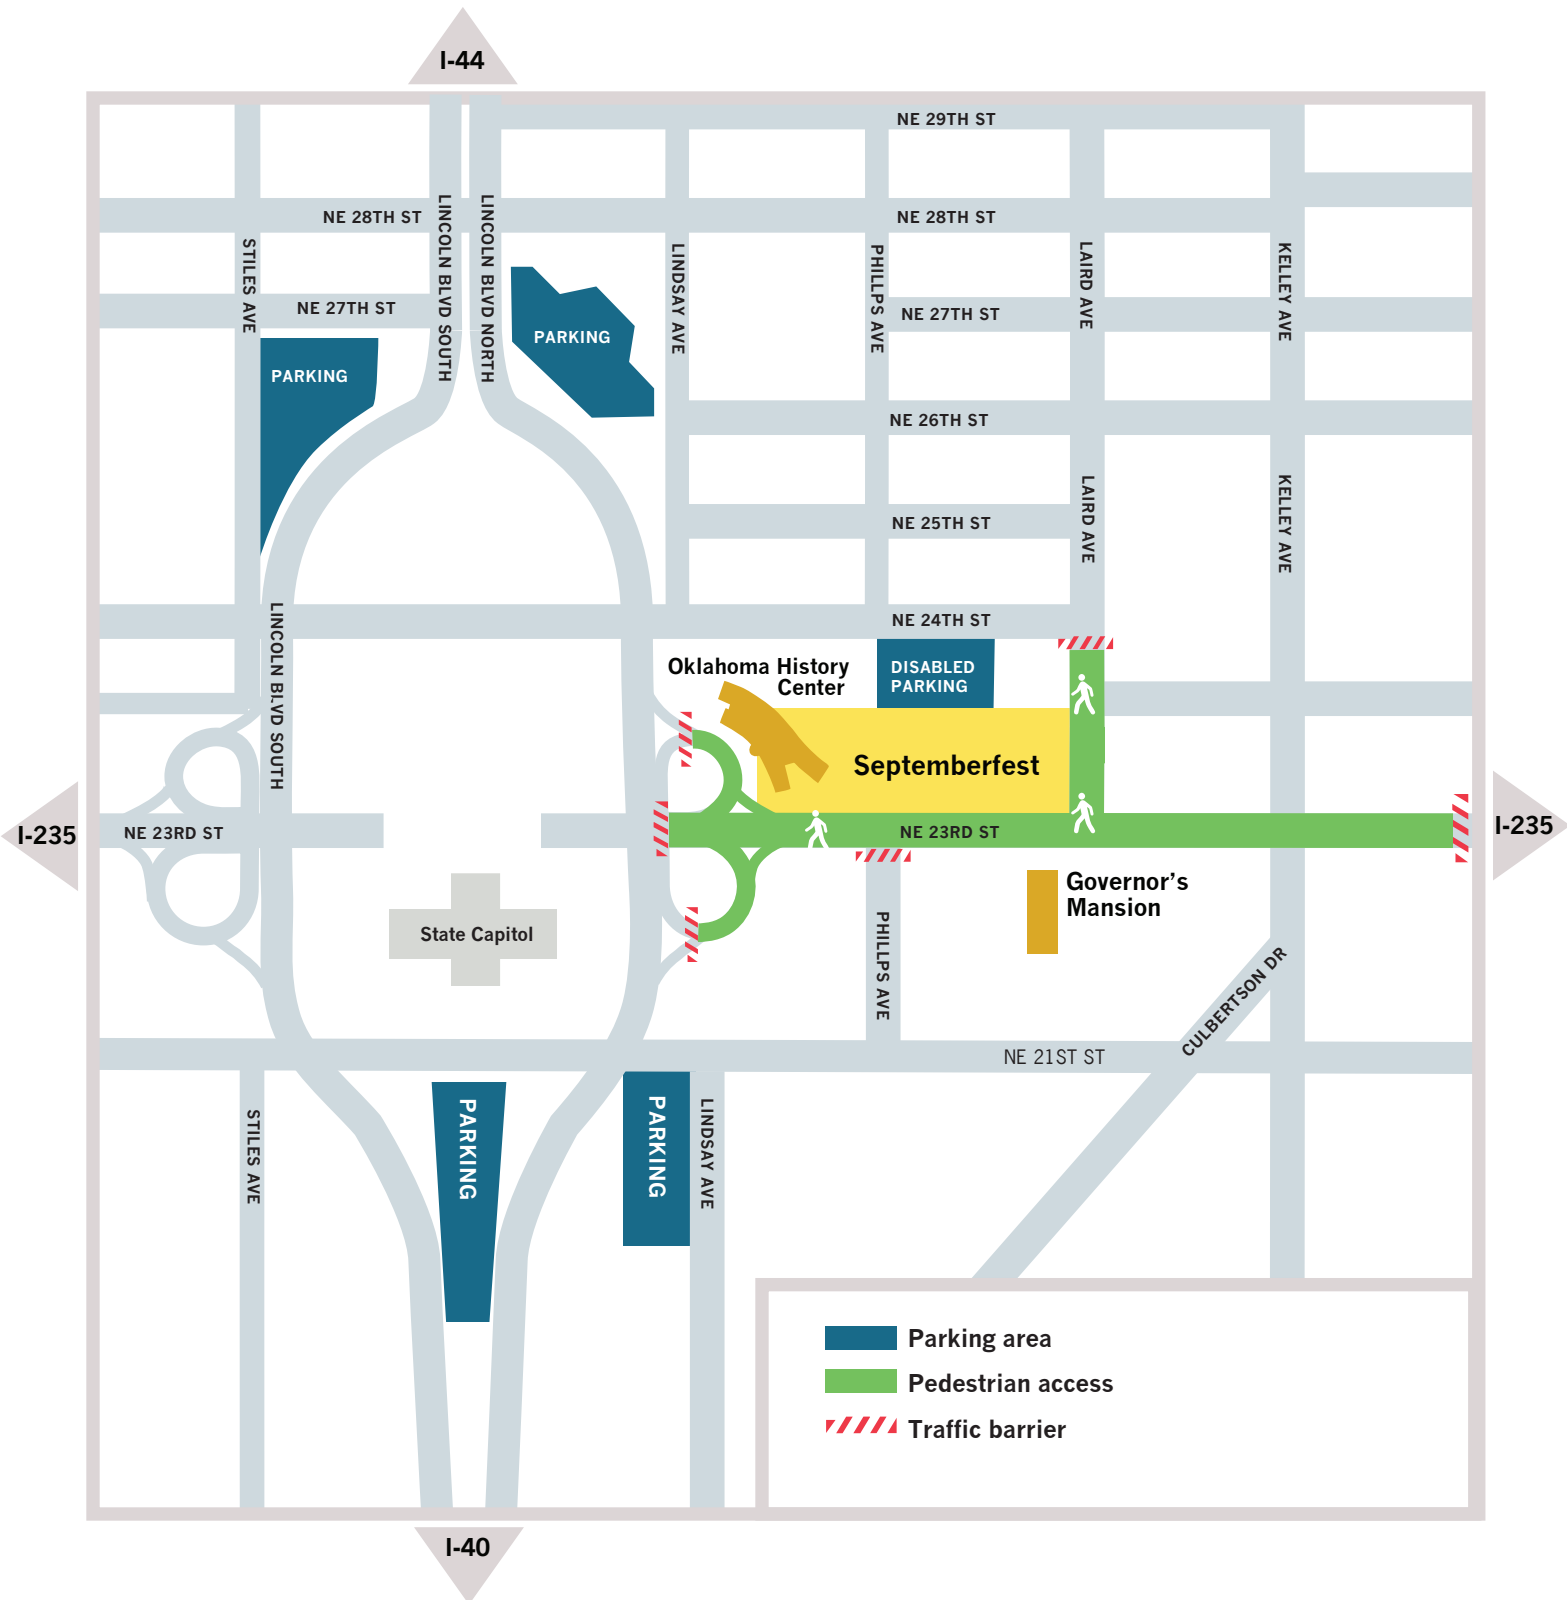 I-44
NE 29TH ST
NE 28TH ST
NE 28TH ST
STILES AVE
LINCOLN BLVD SOUTH
LINCOLN BLVD NORTH
LINDSAY AVE
PHILLPS AVE
LAIRD AVE
KELLEY AVE
NE 27TH ST
NE 27TH ST
PARKING
PARKING
NE 26TH ST
LAIRD AVE
KELLEY AVE
NE 25TH ST
NE 24TH ST
LINCOLN BLVD SOUTH
Oklahoma History
Center
DISABLED
PARKING
Septemberfest
I-235
NE 23RD ST
NE 23RD ST
I-235
Governor's
Mansion
State Capitol
PHILLPS AVE
CULBERTSON DR
NE 21ST ST
STILES AVE
PARKING
PARKING
LINDSAY AVE
Parking area
Pedestrian access
Traffic barrier
I-40